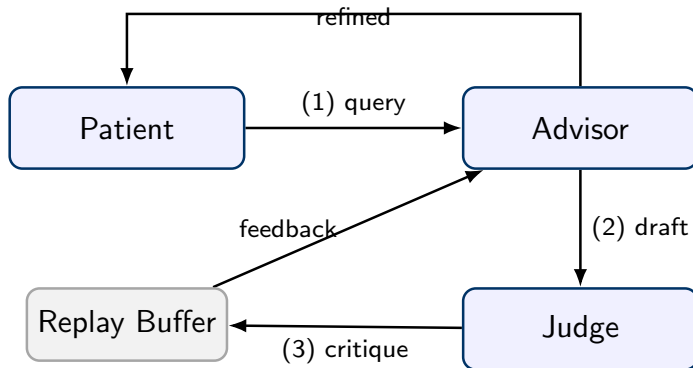 refined
(1) query
Patient
Advisor
(2) draft
feedback
Replay Buffer
Judge
(3) critique